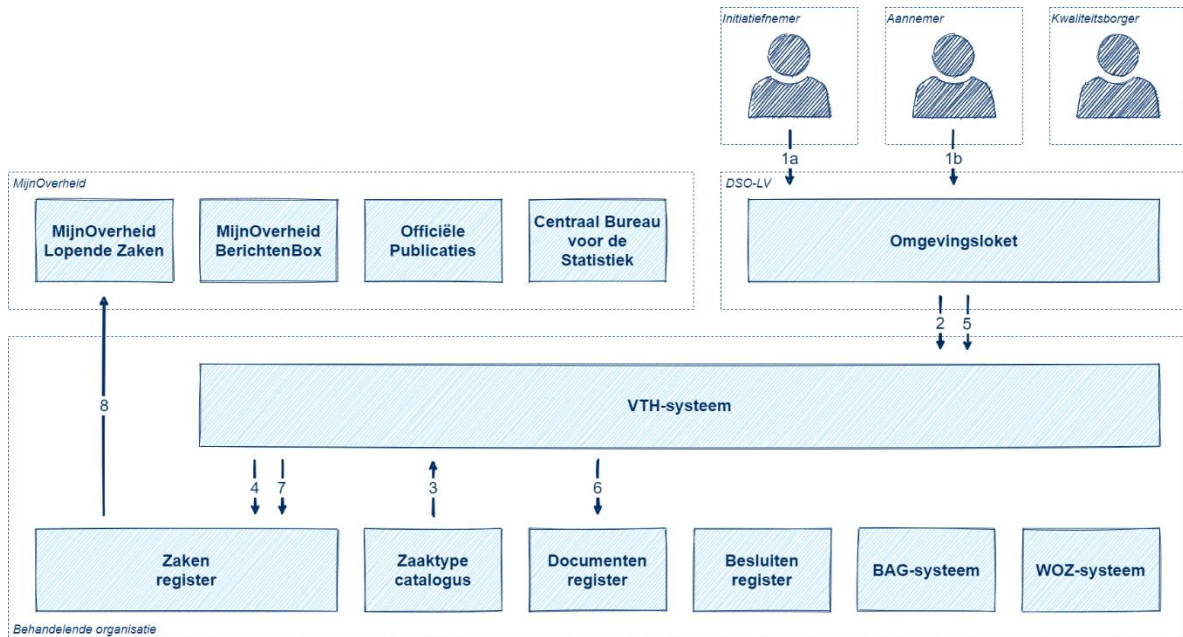 Initiatiefnemer
Aannemer
Kwaliteitsborger
1a
1b
MijnOverheid
DSO-LV
MijnOverheid
Lopende Zaken
MijnOverheid
BerichtenBox
Officiële
Publicaties
Centraal Bureau
voor de
Statistiek
Omgevingsloket
2
5
8
VTH-systeem
4
7
3
6
Zaken
register
Zaaktype
catalogus
Documenten
register
Besluiten
register
BAG-systeem
WOZ-systeem
Behandelende organisatie